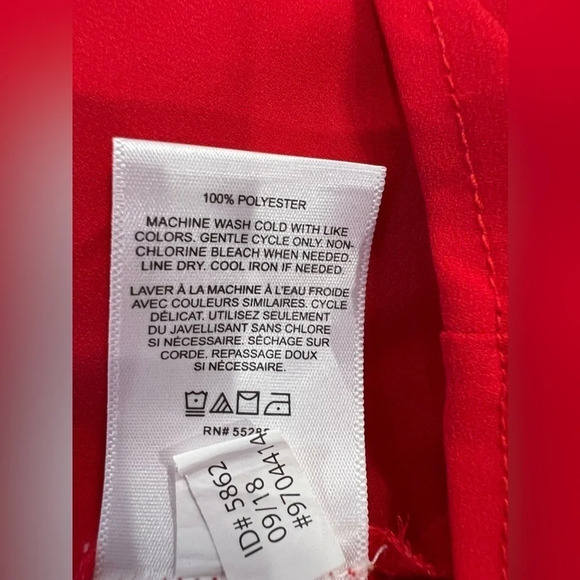 100% POLYESTER
MACHINE WASH COLD WITH LIKE
COLORS. GENTLE CYCLE ONLY. NON-
CHLORINE BLEACH WHEN NEEDED.
LINE DRY. COOL IRON IF NEEDED.
LAVER À LA MACHINE À L'EAU FROIDE
AVEC COULEURS SIMILAIRES. CYCLE
DÉLICAT. UTILISEZ SEULEMENT
DU JAVELLISANT SANS CHLORE
SI NÉCESSAIRE. SÉCHAGE SUR
CORDE. REPASSAGE DOUX
SI NÉCESSAIRE.
RN#
ID# 5862
09/18
#970441A